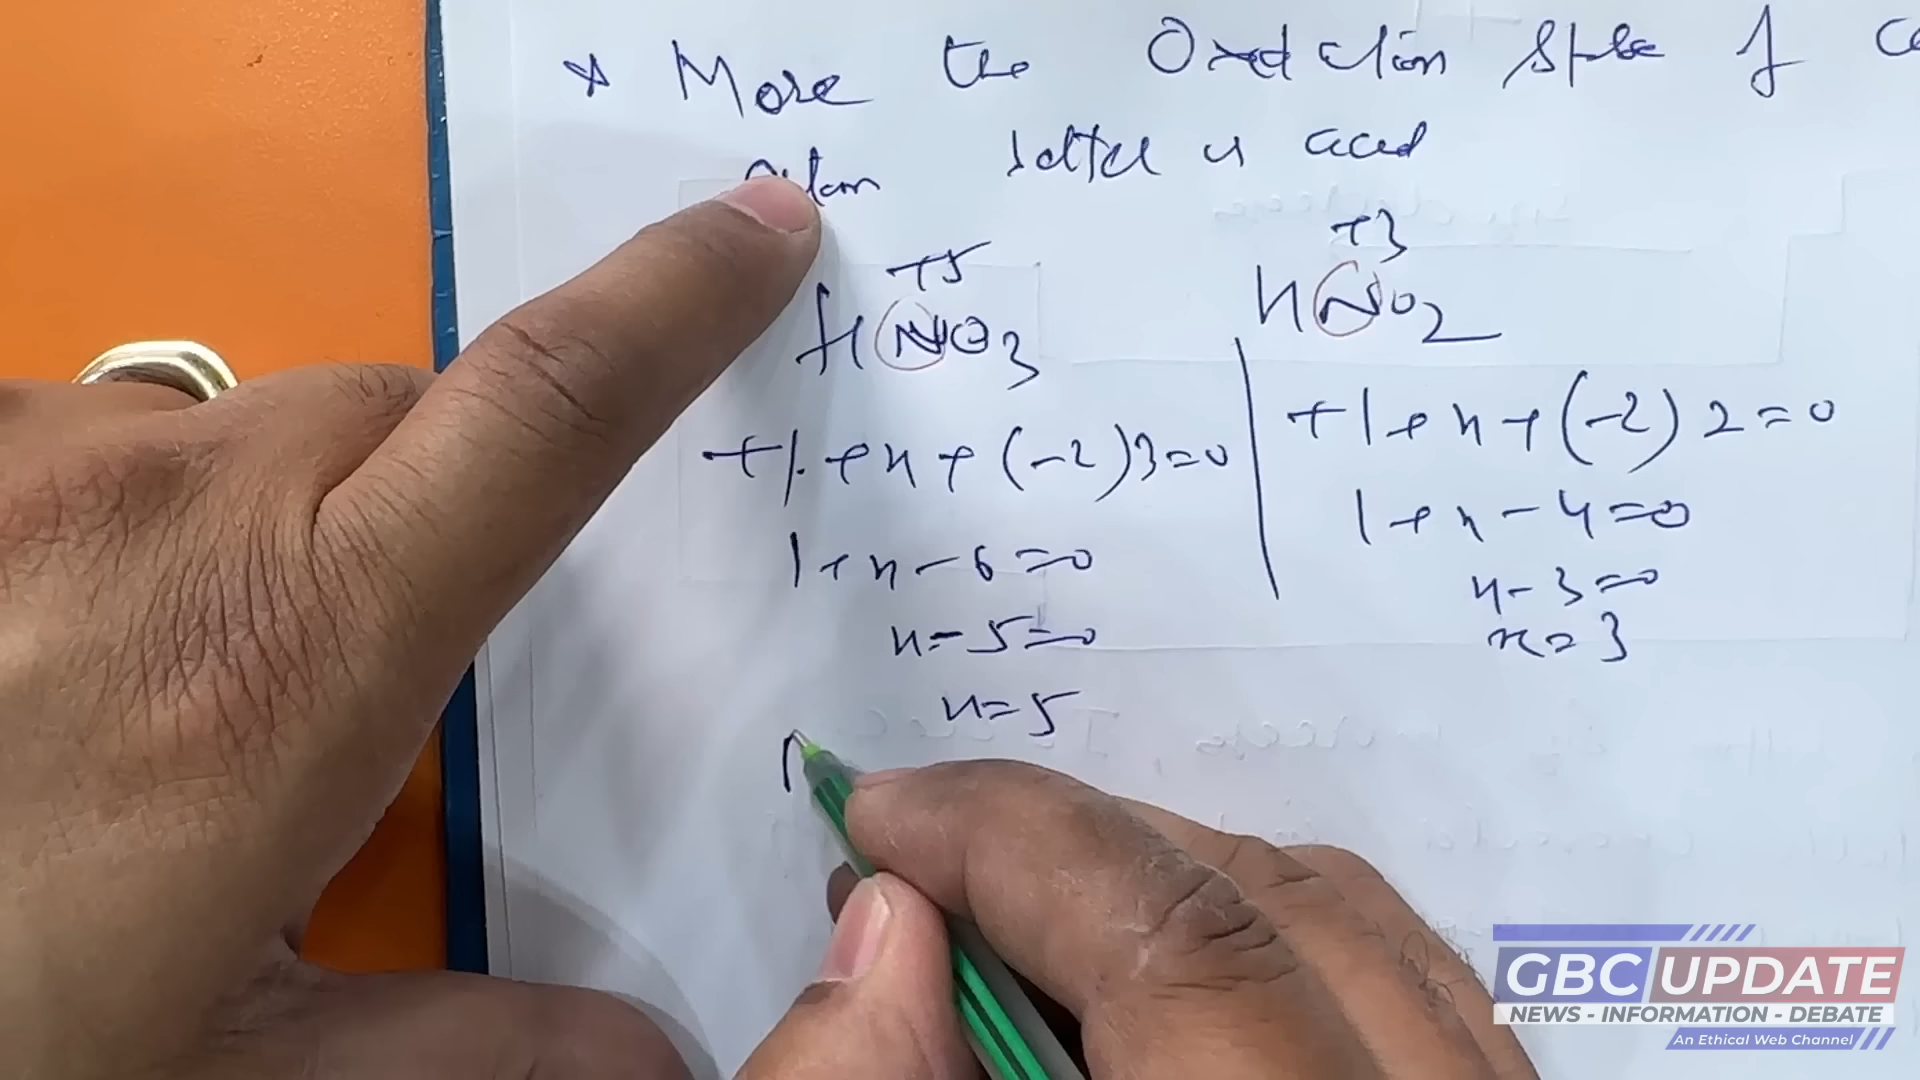 * More the Oxidation State of
atom better is acid
+5
HNO3
+1+x+(-2)3=0
1+x-6=0
x-5=0
x=5
+3
HNO2
+1+x+(-2)2=0
1+x-4=0
x-3=0
x=3
GBC UPDATE
NEWS - INFORMATION - DEBATE
An Ethical Web Channel